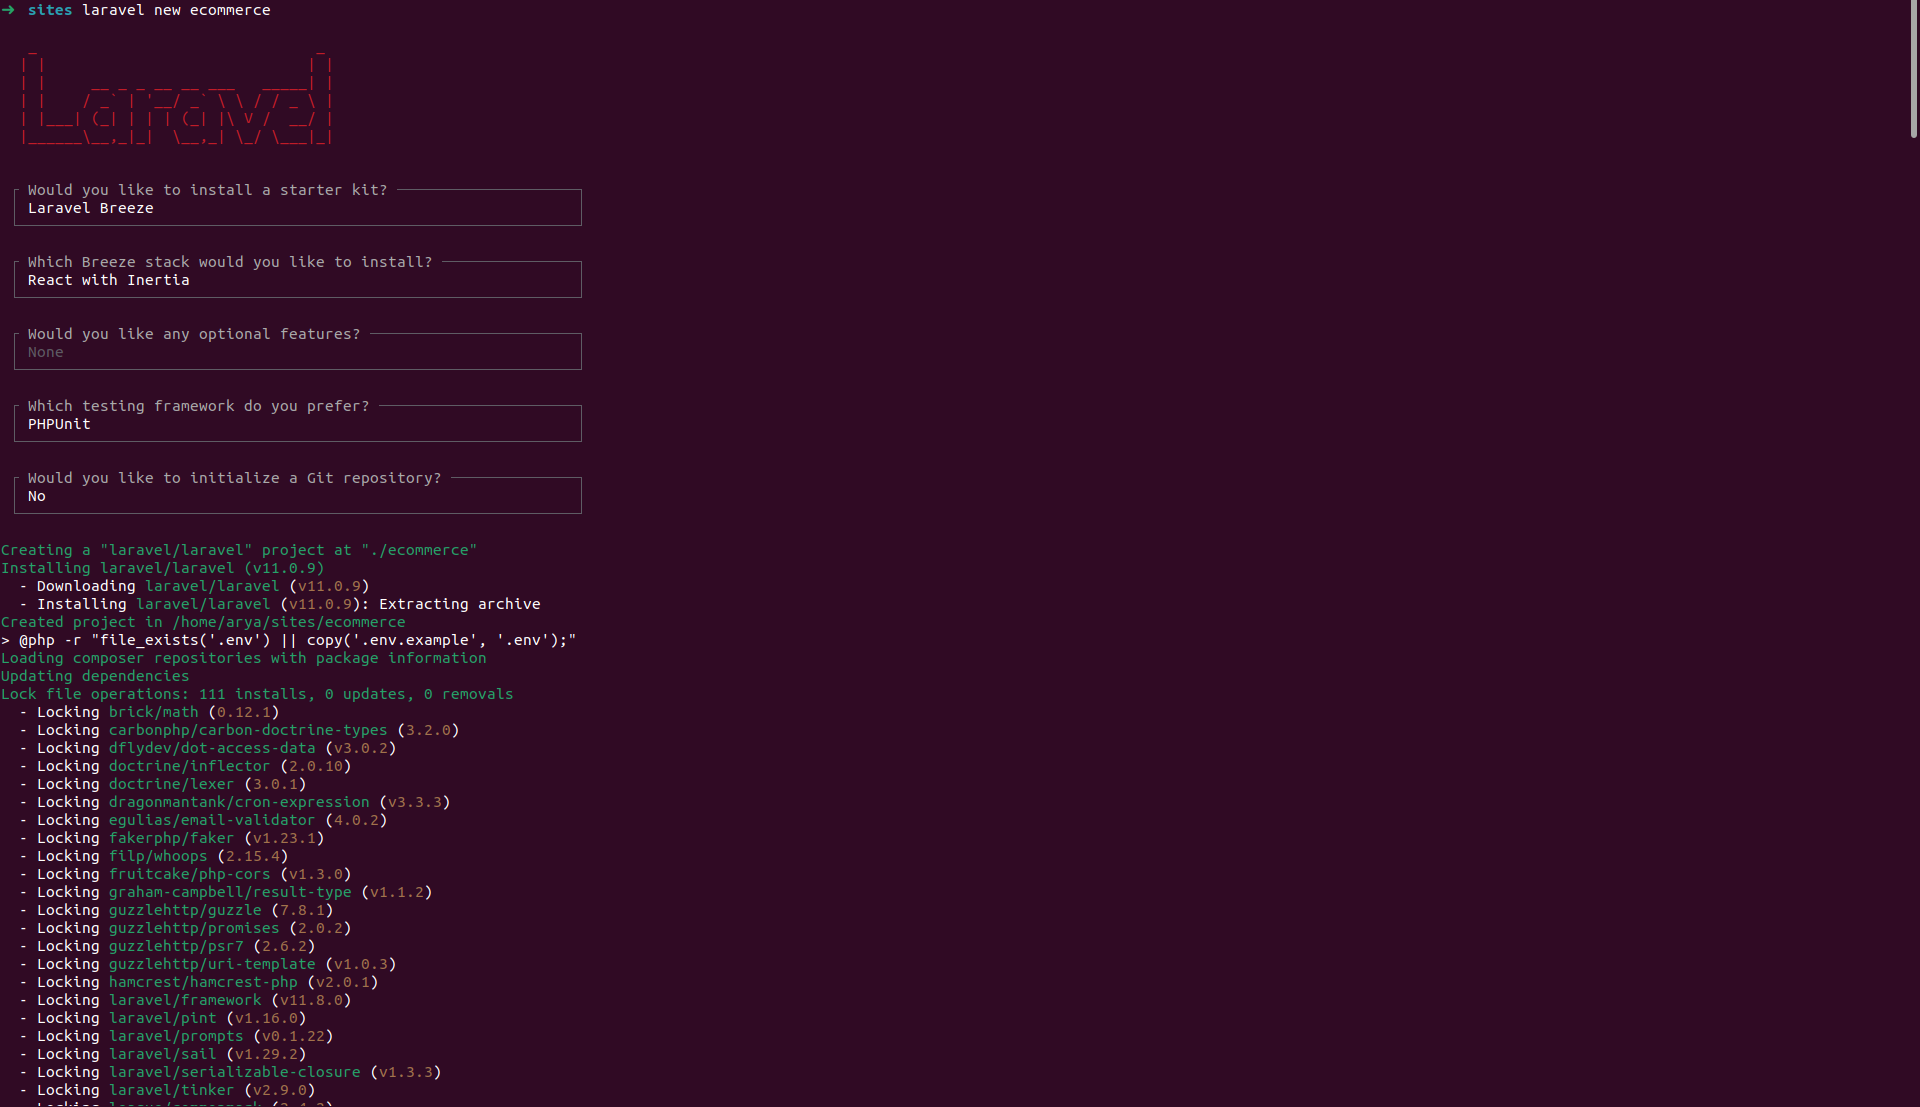 ➜  sites laravel new ecommerce
   _                               _
  | |                             | |
  | |     __ _ _ __ __ ___   _____| |
  | |    / _` | '__/ _` \ \ / / _ \ |
  | |___| (_| | | | (_| |\ V /  __/ |
  |______\__,_|_|  \__,_| \_/ \___|_|
Would you like to install a starter kit?
Laravel Breeze
Which Breeze stack would you like to install?
React with Inertia
Would you like any optional features?
None
Which testing framework do you prefer?
PHPUnit
Would you like to initialize a Git repository?
No
Creating a "laravel/laravel" project at "./ecommerce"
Installing laravel/laravel (v11.0.9)
  - Downloading laravel/laravel (v11.0.9)
  - Installing laravel/laravel (v11.0.9): Extracting archive
Created project in /home/arya/sites/ecommerce
> @php -r "file_exists('.env') || copy('.env.example', '.env');"
Loading composer repositories with package information
Updating dependencies
Lock file operations: 111 installs, 0 updates, 0 removals
  - Locking brick/math (0.12.1)
  - Locking carbonphp/carbon-doctrine-types (3.2.0)
  - Locking dflydev/dot-access-data (v3.0.2)
  - Locking doctrine/inflector (2.0.10)
  - Locking doctrine/lexer (3.0.1)
  - Locking dragonmantank/cron-expression (v3.3.3)
  - Locking egulias/email-validator (4.0.2)
  - Locking fakerphp/faker (v1.23.1)
  - Locking filp/whoops (2.15.4)
  - Locking fruitcake/php-cors (v1.3.0)
  - Locking graham-campbell/result-type (v1.1.2)
  - Locking guzzlehttp/guzzle (7.8.1)
  - Locking guzzlehttp/promises (2.0.2)
  - Locking guzzlehttp/psr7 (2.6.2)
  - Locking guzzlehttp/uri-template (v1.0.3)
  - Locking hamcrest/hamcrest-php (v2.0.1)
  - Locking laravel/framework (v11.8.0)
  - Locking laravel/pint (v1.16.0)
  - Locking laravel/prompts (v0.1.22)
  - Locking laravel/sail (v1.29.2)
  - Locking laravel/serializable-closure (v1.3.3)
  - Locking laravel/tinker (v2.9.0)